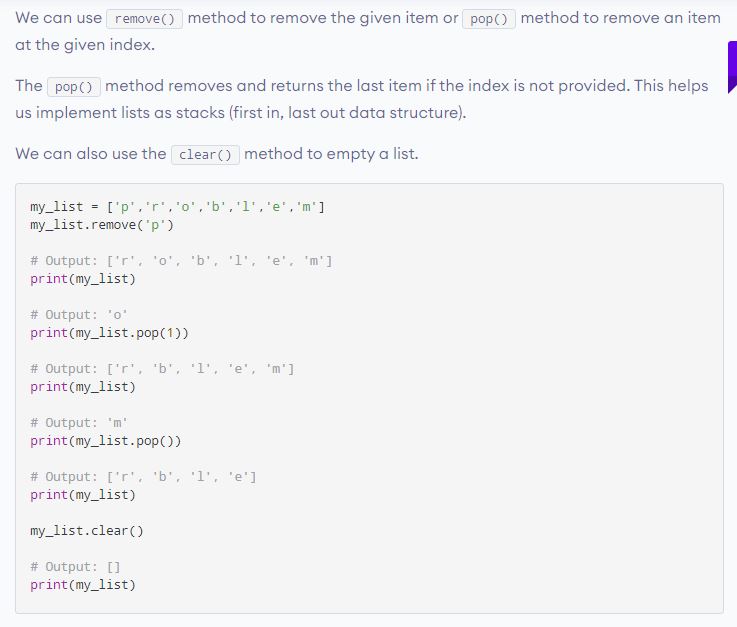 We can use remove() method to remove the given item or pop() method to remove an item
at the given index.
The pop() method removes and returns the last item if the index is not provided. This helps
us implement lists as stacks (first in, last out data structure).
We can also use the clear() method to empty a list.
my_list = ['p','r','o','b','l','e','m']
my_list.remove('p')
# Output: ['r', 'o', 'b', 'l', 'e', 'm']
print(my_list)
# Output: 'o'
print(my_list.pop(1))
# Output: ['r', 'b', 'l', 'e', 'm']
print(my_list)
# Output: 'm'
print(my_list.pop())
# Output: ['r', 'b', 'l', 'e']
print(my_list)
my_list.clear()
# Output: []
print(my_list)